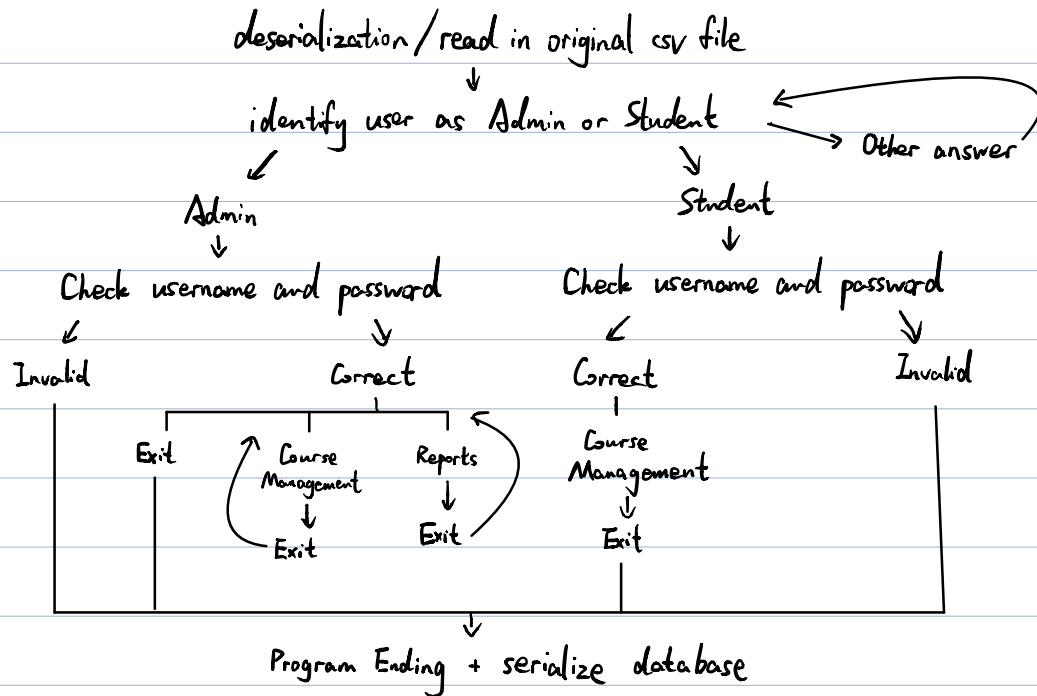 deserialization/read in original csv file
identify user as Admin or Student
Other answer
Admin
Student
Check username and password
Check username and password
Invalid
Correct
Correct
Invalid
Exit
Course
Management
Reports
Course
Management
Exit
Exit
Exit
Program Ending + serialize database